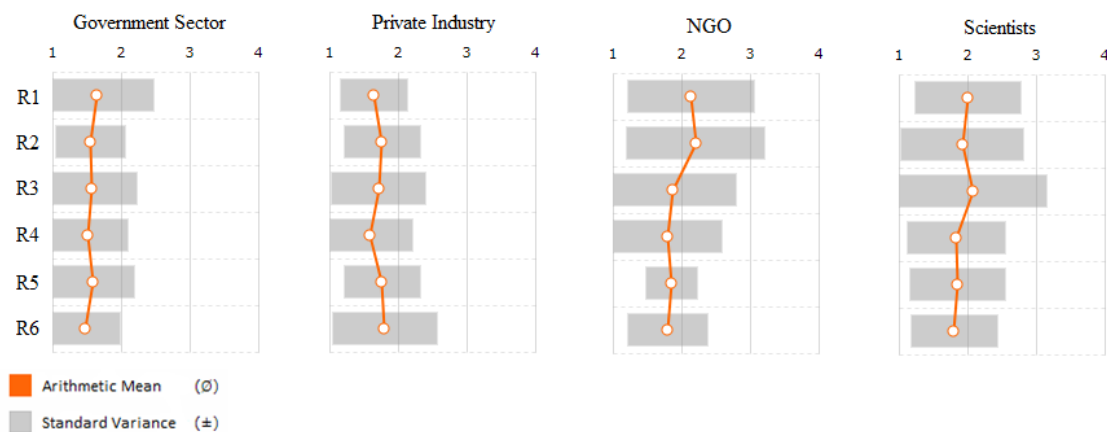 Government Sector Private Industry NGO Scientists
1 2 3 4 1 2 3 4 1 2 3 4 1 2 3 4
R1
R2
R3
R4
R5
R6
Arithmetic Mean (Ø)
Standard Variance (±)